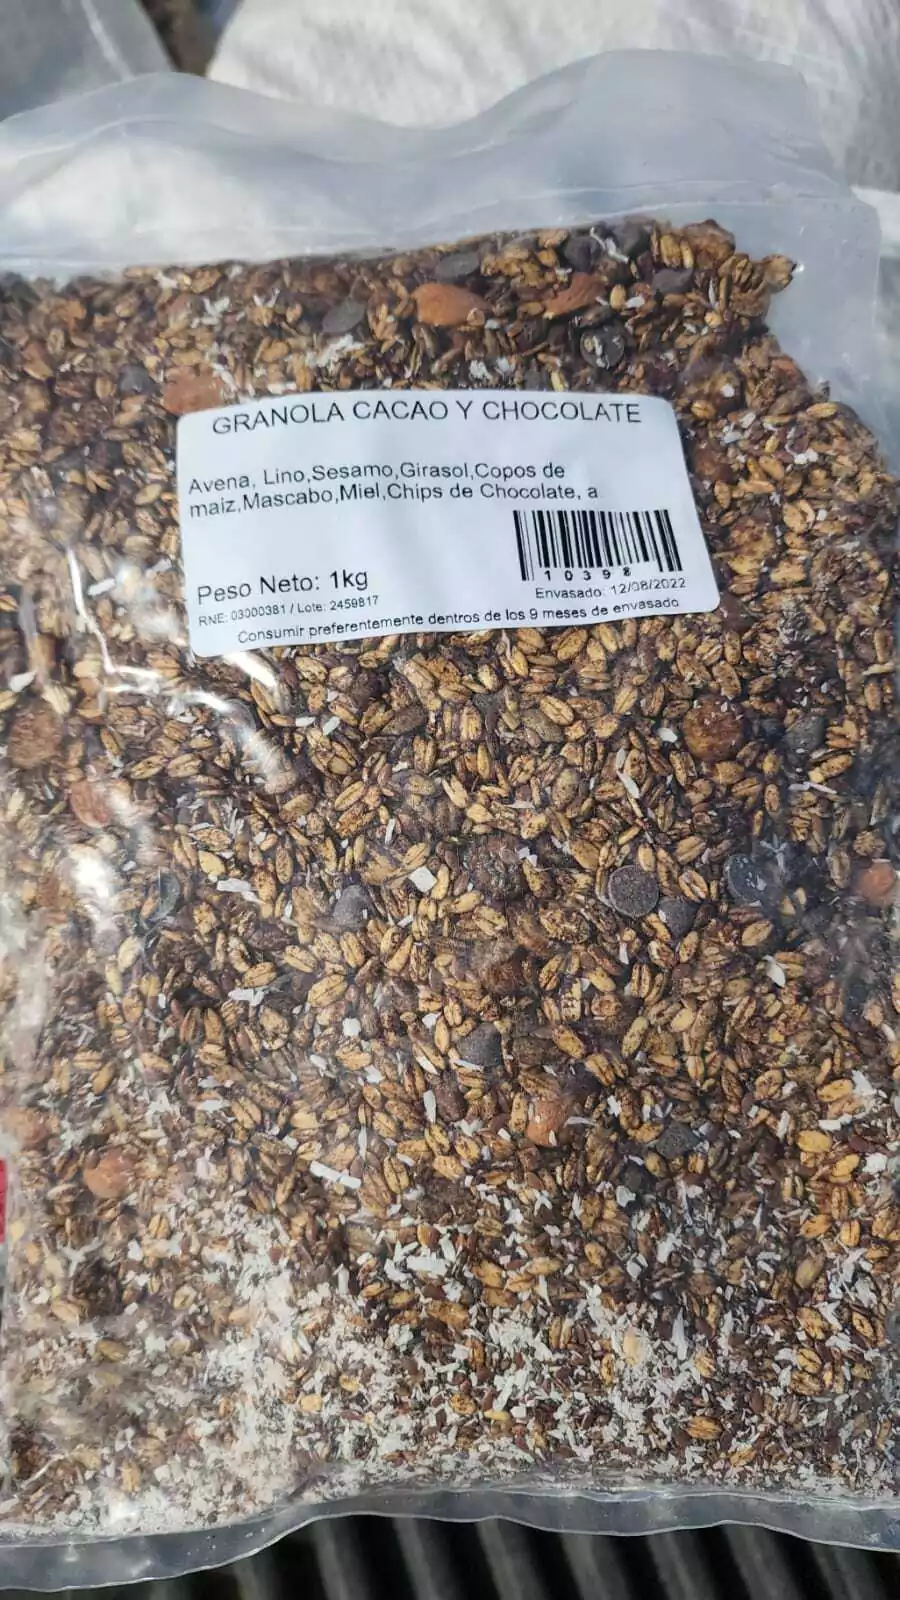 GRANOLA CACAO Y CHOCOLATE
Avena, Lino,Sesamo,Girasol,Copos de
maiz,Mascabo,Miel,Chips de Chocolate, a
10398
Peso Neto: 1kg
Envasado: 12/08/2022
RNE: 03000381 / Lote: 2459817
Consumir preferentemente dentros de los 9 meses de envasado